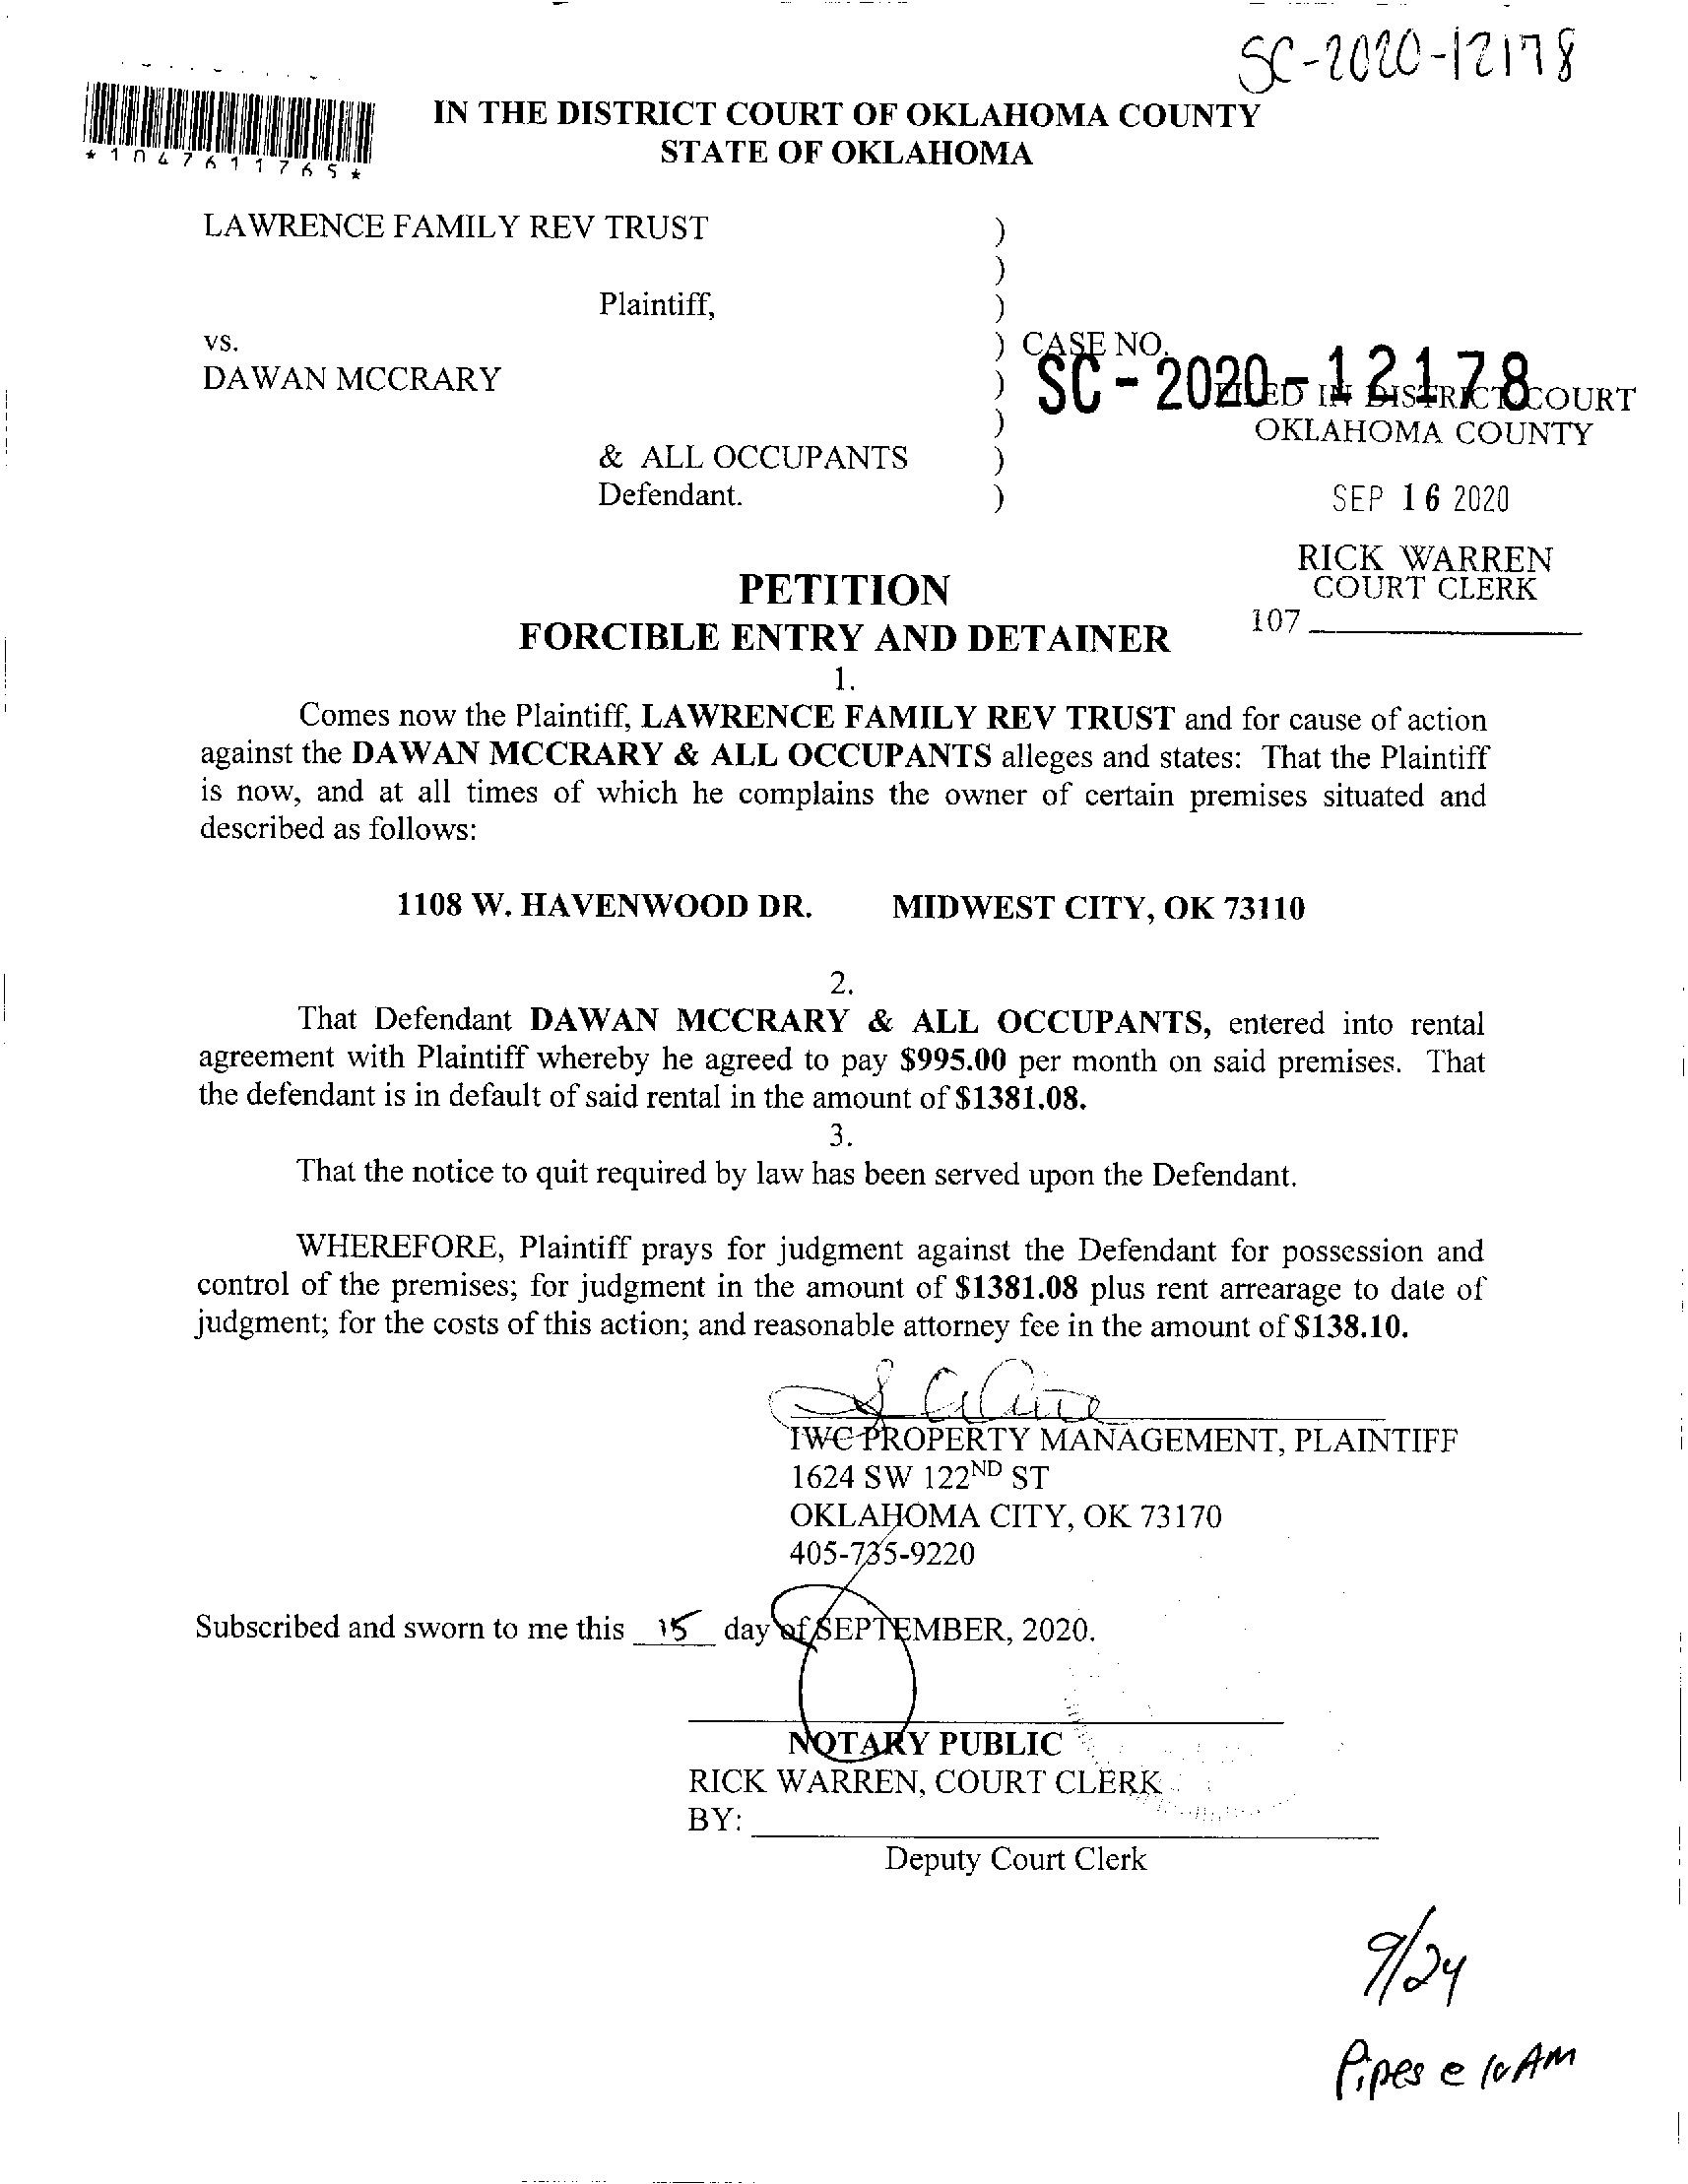 SC-2020-12178
*1047611765*
IN THE DISTRICT COURT OF OKLAHOMA COUNTY
STATE OF OKLAHOMA
LAWRENCE FAMILY REV TRUST )
)
Plaintiff, )
vs. ) CASE NO.
DAWAN MCCRARY ) SC-2020-12178
FILED IN DISTRICT COURT
) OKLAHOMA COUNTY
& ALL OCCUPANTS )
Defendant. ) SEP 16 2020
RICK WARREN
COURT CLERK
107
PETITION
FORCIBLE ENTRY AND DETAINER
1.
Comes now the Plaintiff, LAWRENCE FAMILY REV TRUST and for cause of action
against the DAWAN MCCRARY & ALL OCCUPANTS alleges and states: That the Plaintiff
is now, and at all times of which he complains the owner of certain premises situated and
described as follows:
1108 W. HAVENWOOD DR. MIDWEST CITY, OK 73110
2.
That Defendant DAWAN MCCRARY & ALL OCCUPANTS, entered into rental
agreement with Plaintiff whereby he agreed to pay $995.00 per month on said premises. That
the defendant is in default of said rental in the amount of $1381.08.
3.
That the notice to quit required by law has been served upon the Defendant.
WHEREFORE, Plaintiff prays for judgment against the Defendant for possession and
control of the premises; for judgment in the amount of $1381.08 plus rent arrearage to date of
judgment; for the costs of this action; and reasonable attorney fee in the amount of $138.10.
IWC PROPERTY MANAGEMENT, PLAINTIFF
1624 SW 122ND ST
OKLAHOMA CITY, OK 73170
405-735-9220
Subscribed and sworn to me this 15 day of SEPTEMBER, 2020.
NOTARY PUBLIC
RICK WARREN, COURT CLERK
BY:
Deputy Court Clerk
9/24
Pipes @ 10 AM